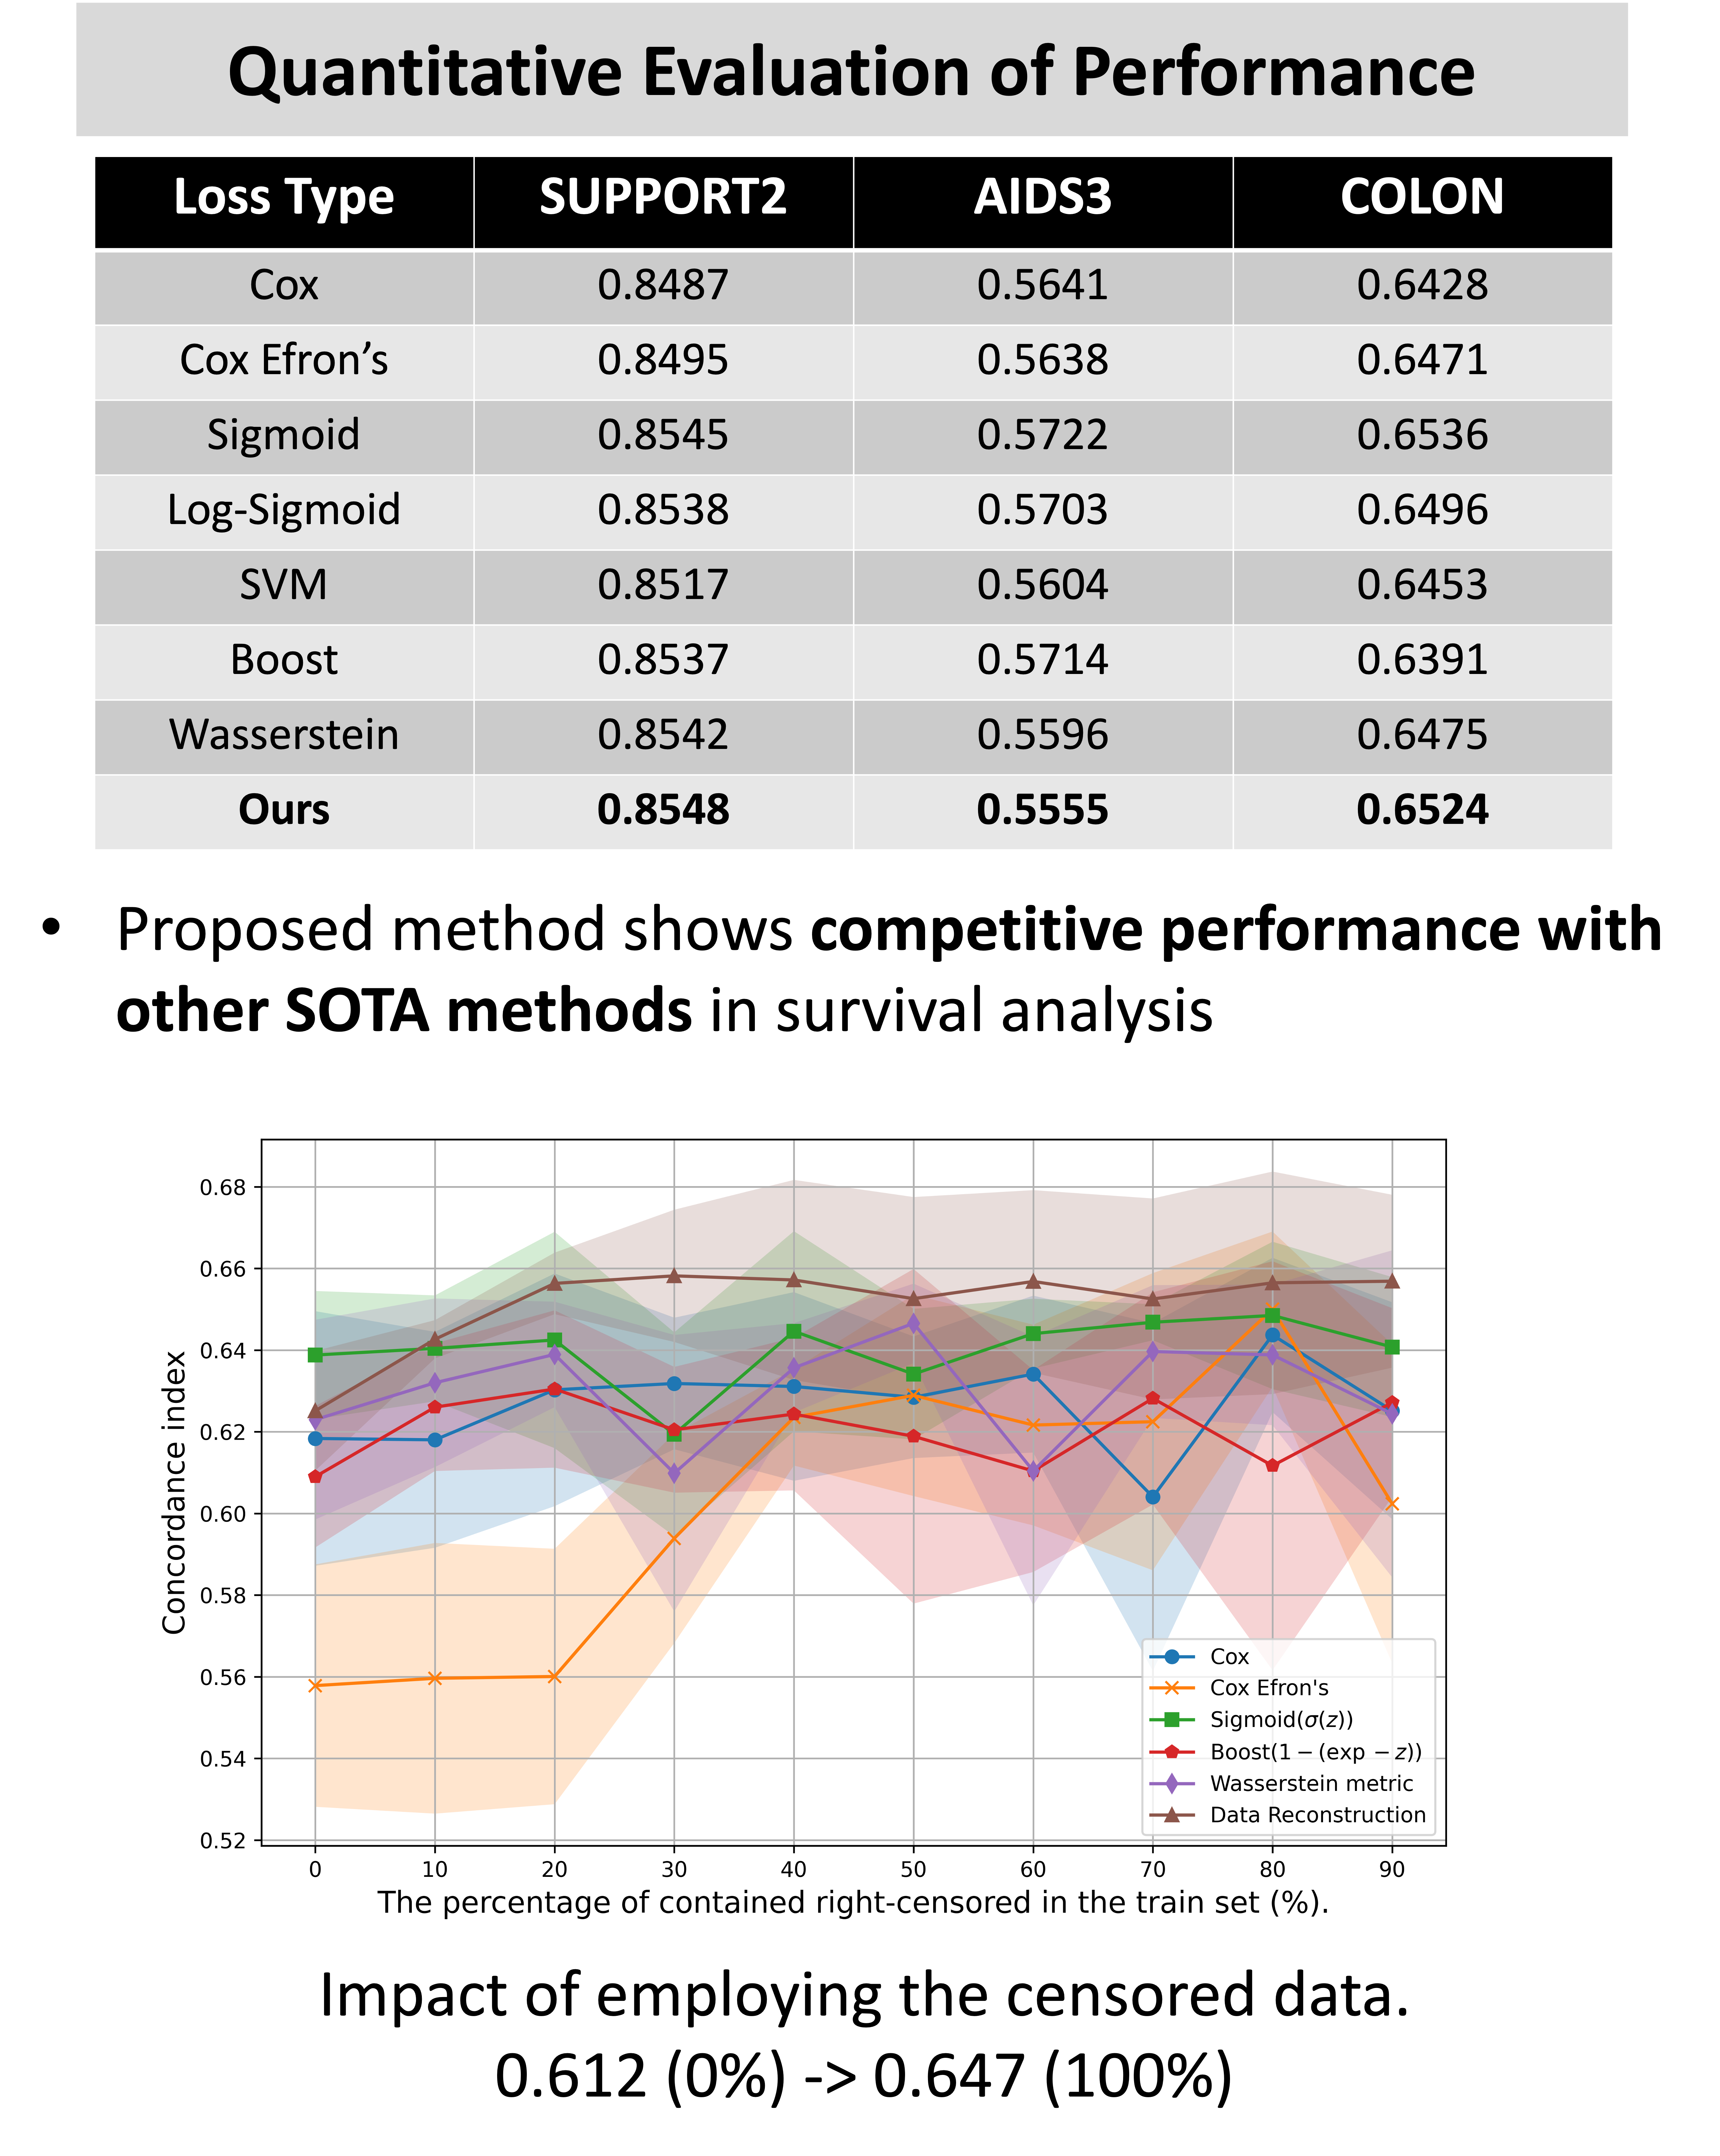 Quantitative Evaluation of Performance
Loss Type SUPPORT2 AIDS3 COLON
Cox 0.8487 0.5641 0.6428
Cox Efron’s 0.8495 0.5638 0.6471
Sigmoid 0.8545 0.5722 0.6536
Log-Sigmoid 0.8538 0.5703 0.6496
SVM 0.8517 0.5604 0.6453
Boost 0.8537 0.5714 0.6391
Wasserstein 0.8542 0.5596 0.6475
Ours 0.8548 0.5555 0.6524
• Proposed method shows competitive performance with
other SOTA methods in survival analysis
Concordance index
0.68
0.66
0.64
0.62
0.60
0.58
0.56
0.54
0.52
Cox
Cox Efron's
Sigmoid(σ(z))
Boost(1 − (exp − z))
Wasserstein metric
Data Reconstruction
0 10 20 30 40 50 60 70 80 90
The percentage of contained right-censored in the train set (%).
Impact of employing the censored data.
0.612 (0%) -> 0.647 (100%)